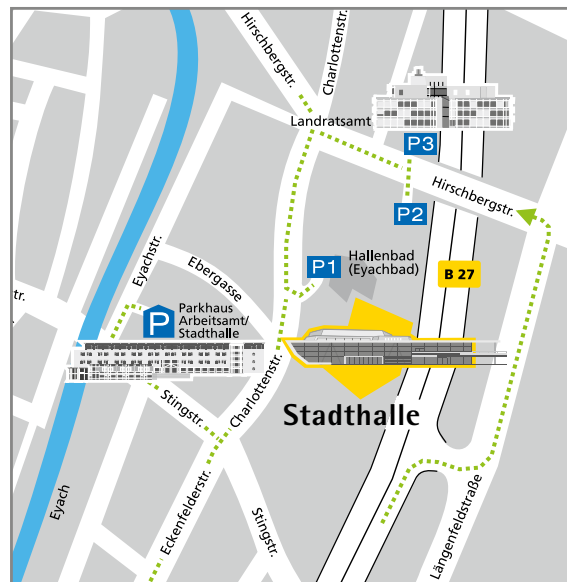 Hirschbergstr.
Charlottenstr.
Landratsamt
P3
Hirschbergstr.
P2
Eyachstr.
Ebergasse
P1
Hallenbad
(Eyachbad)
B 27
tr.
P
Parkhaus
Arbeitsamt/
Stadthalle
Charlottenstr.
Stadthalle
Stingstr.
Eyach
Eckenfelderstr.
Stingstr.
Längenfeldstraße